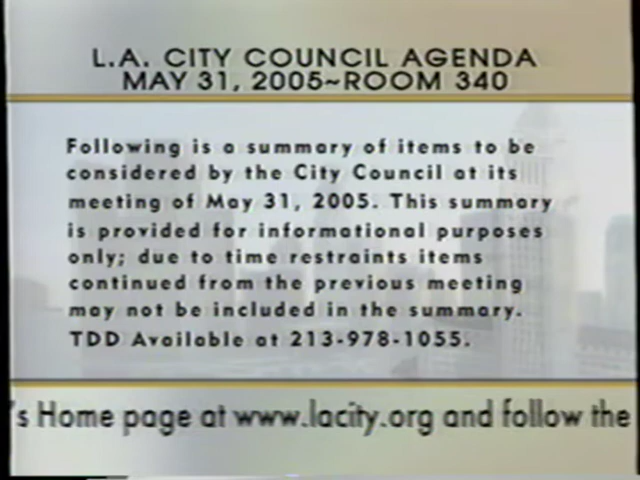 L.A. CITY COUNCIL AGENDA
MAY 31, 2005~ROOM 340
Following is a summary of items to be
considered by the City Council at its
meeting of May 31, 2005. This summary
is provided for informational purposes
only; due to time restraints items
continued from the previous meeting
may not be included in the summary.
TDD Available at 213-978-1055.
's Home page at www.lacity.org and follow the